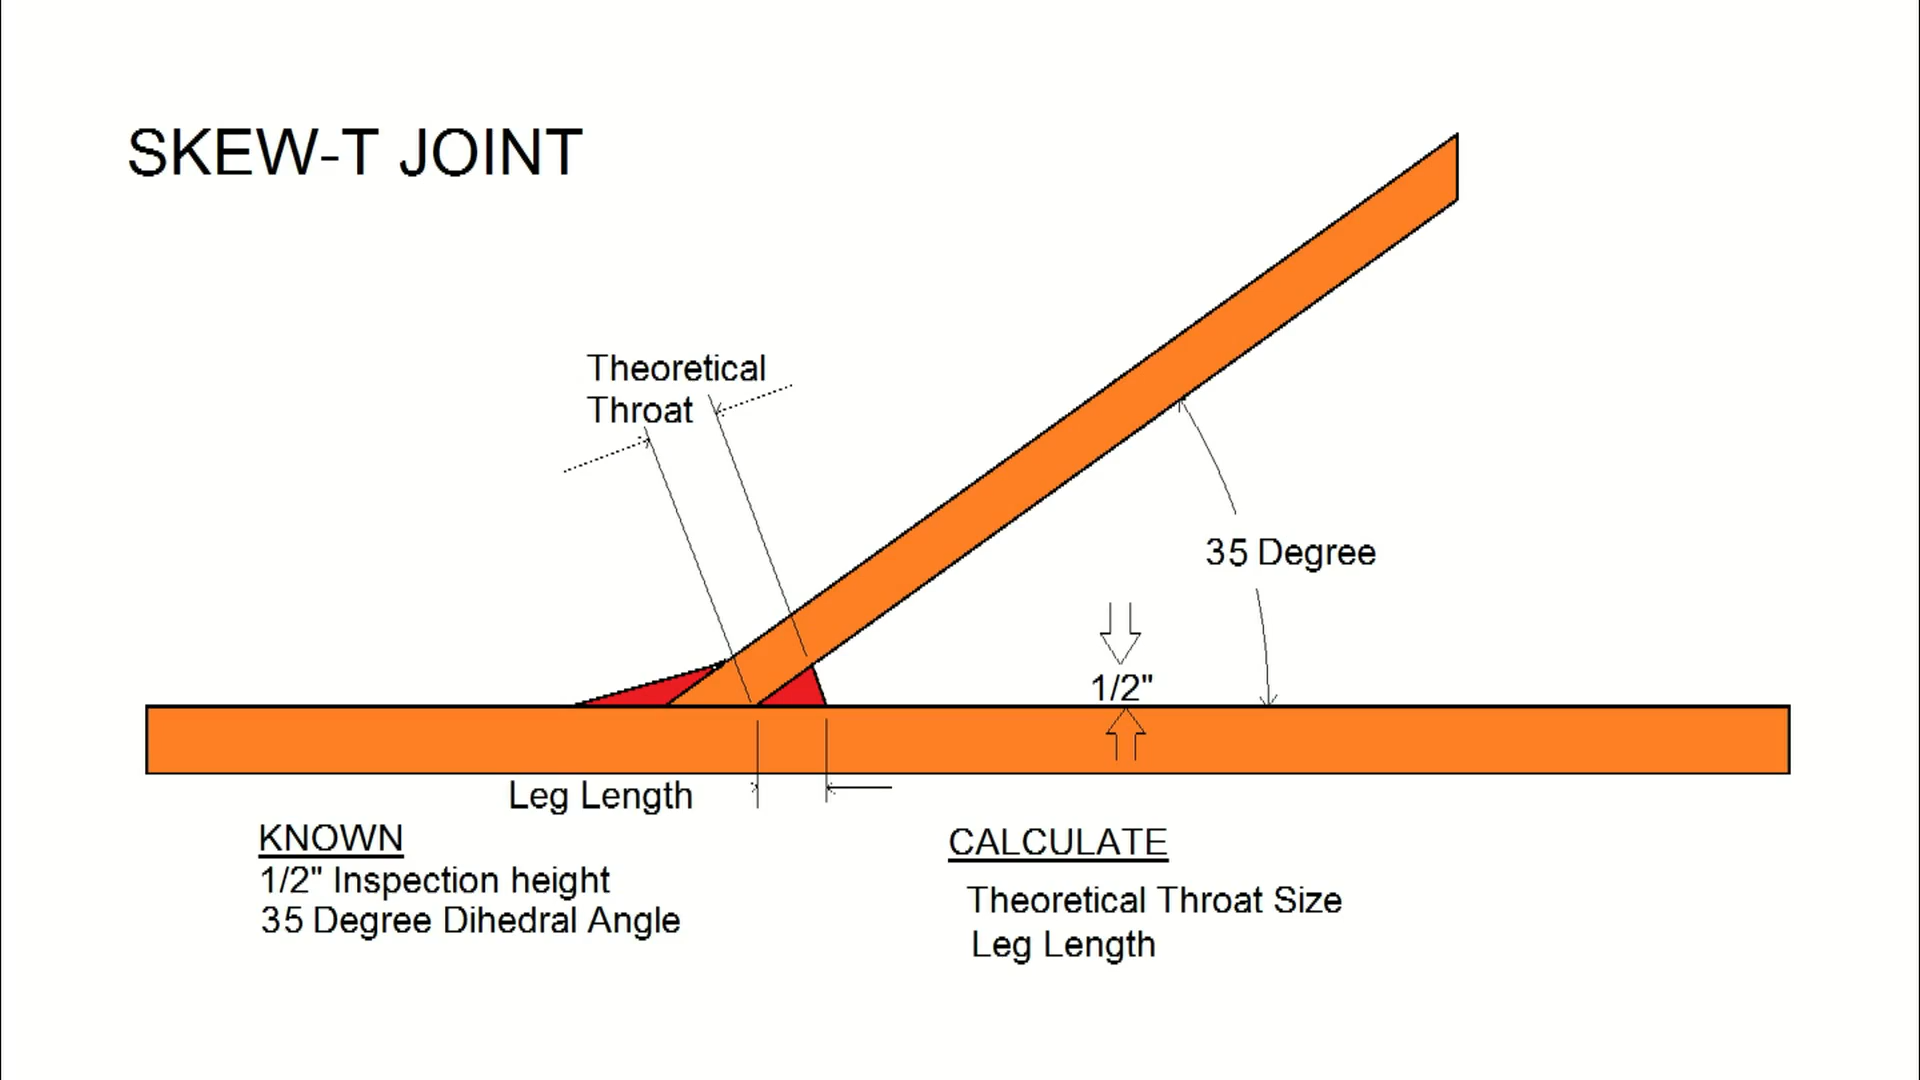 SKEW-T JOINT
Theoretical
Throat
35 Degree
1/2"
Leg Length
KNOWN
1/2" Inspection height
35 Degree Dihedral Angle
CALCULATE
Theoretical Throat Size
Leg Length